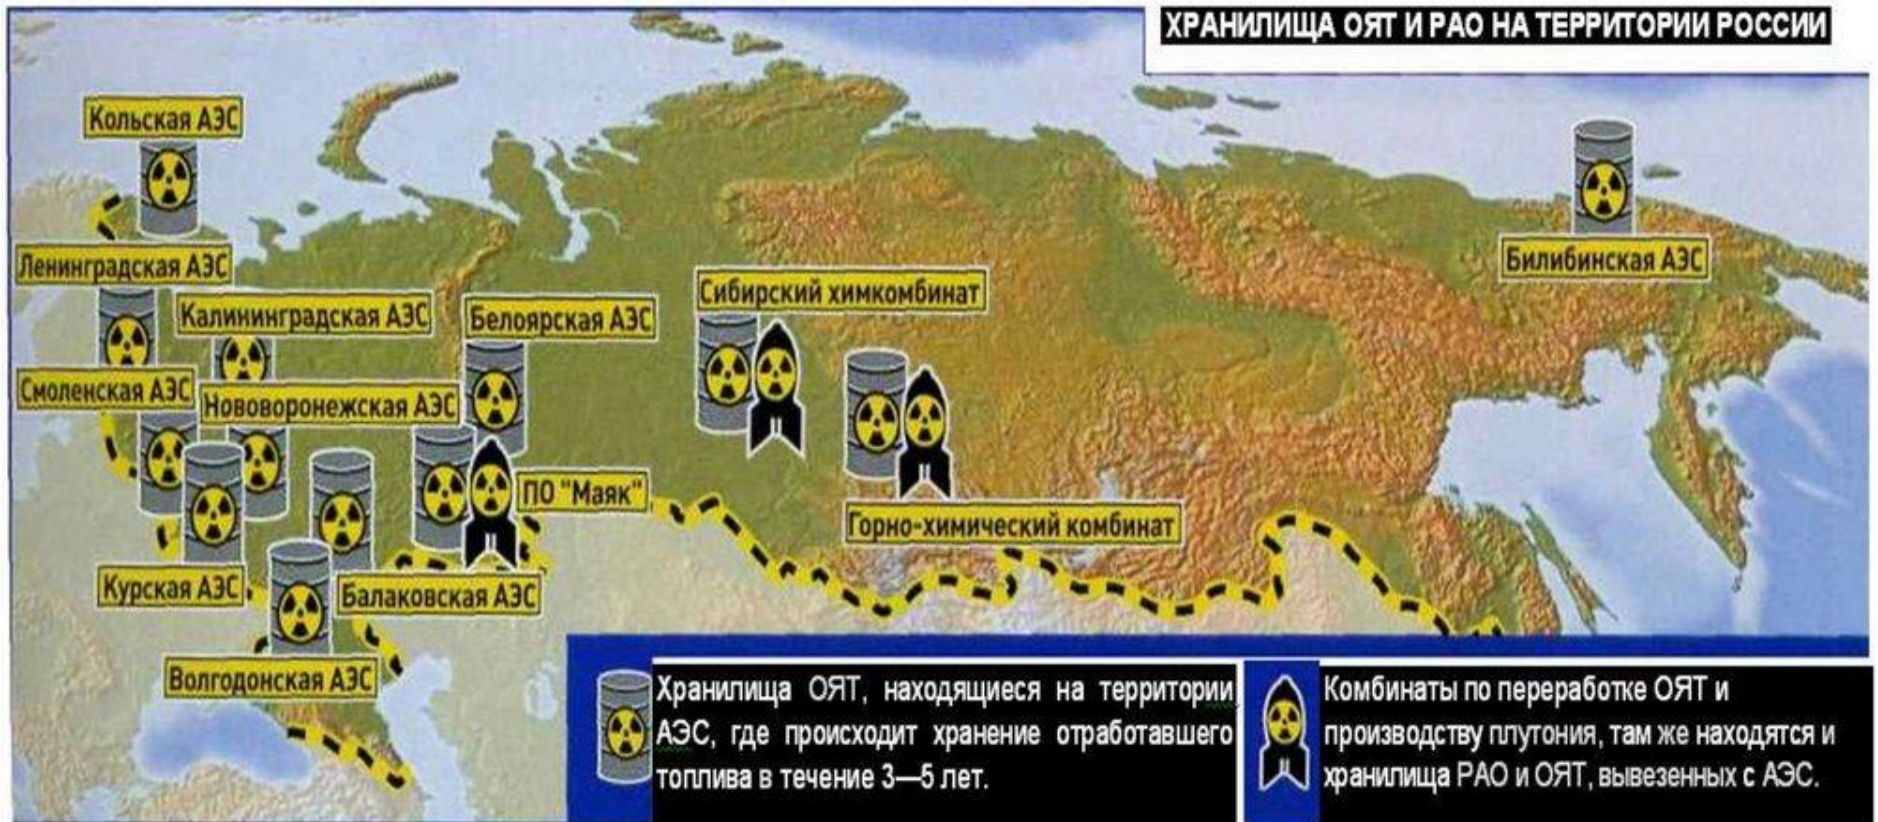 ХРАНИЛИЩА ОЯТ И РАО НА ТЕРРИТОРИИ РОССИИ
Кольская АЭС
Билибинская АЭС
Ленинградская АЭС
Калининградская АЭС
Белоярская АЭС
Сибирский химкомбинат
Смоленская АЭС
Нововоронежская АЭС
ПО "Маяк"
Горно-химический комбинат
Курская АЭС
Балаковская АЭС
Волгодонская АЭС
Хранилища ОЯТ, находящиеся на территории
АЭС, где происходит хранение отработавшего
топлива в течение 3—5 лет.
Комбинаты по переработке ОЯТ и
производству плутония, там же находятся и
хранилища РАО и ОЯТ, вывезенных с АЭС.